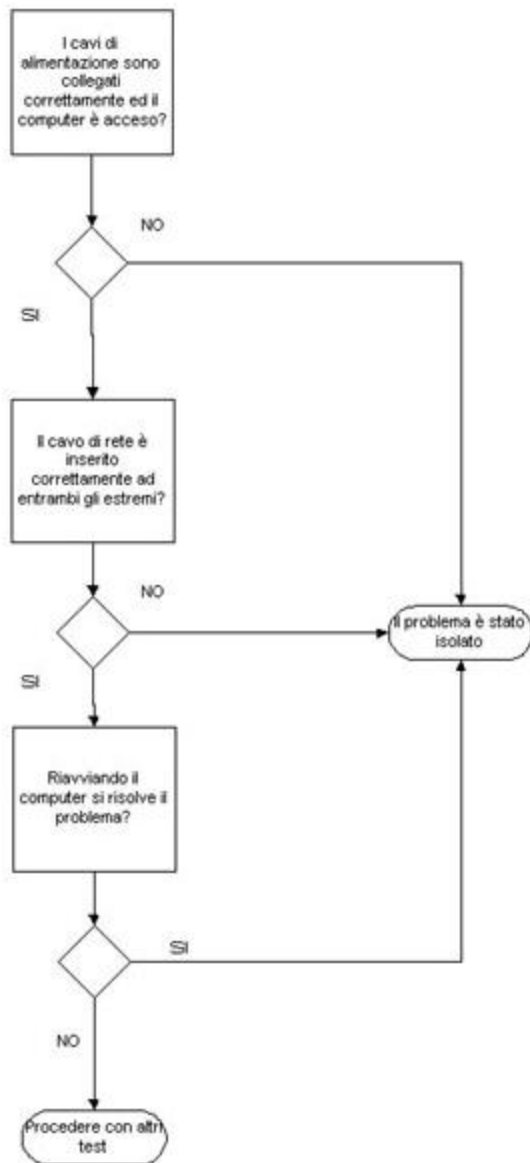 I cavi di
alimentazione sono
collegati
correttamente ed il
computer è acceso?
NO
SI
Il cavo di rete è
inserito
correttamente ad
entrambi gli estremi?
NO
Il problema è stato
isolato
SI
Riavviando il
computer si risolve il
problema?
SI
NO
Procedere con altri
test